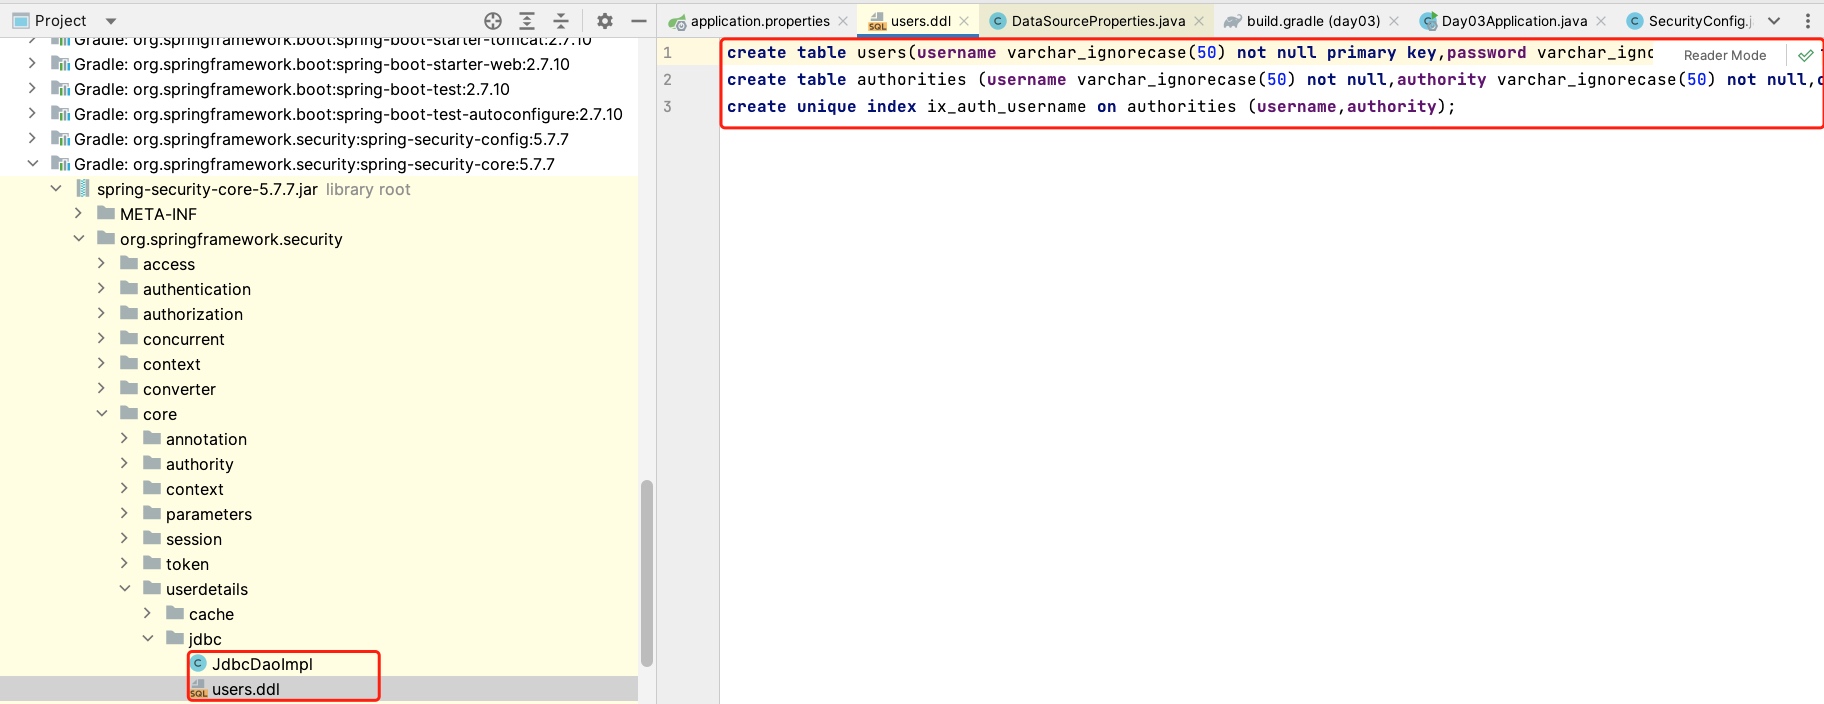 Project
Gradle: org.springframework.boot:spring-boot-starter-tomcat:2.7.10
Gradle: org.springframework.boot:spring-boot-starter-web:2.7.10
Gradle: org.springframework.boot:spring-boot-test:2.7.10
Gradle: org.springframework.boot:spring-boot-test-autoconfigure:2.7.10
Gradle: org.springframework.security:spring-security-config:5.7.7
Gradle: org.springframework.security:spring-security-core:5.7.7
spring-security-core-5.7.7.jar library root
META-INF
org.springframework.security
access
authentication
authorization
concurrent
context
converter
core
annotation
authority
context
parameters
session
token
userdetails
cache
jdbc
JdbcDaoImpl
users.ddl
application.properties
users.ddl
DataSourceProperties.java
build.gradle (day03)
Day03Application.java
SecurityConfig.j
1 create table users(username varchar_ignorecase(50) not null primary key,password varchar_igno
Reader Mode
2 create table authorities (username varchar_ignorecase(50) not null,authority varchar_ignorecase(50) not null,
3 create unique index ix_auth_username on authorities (username,authority);